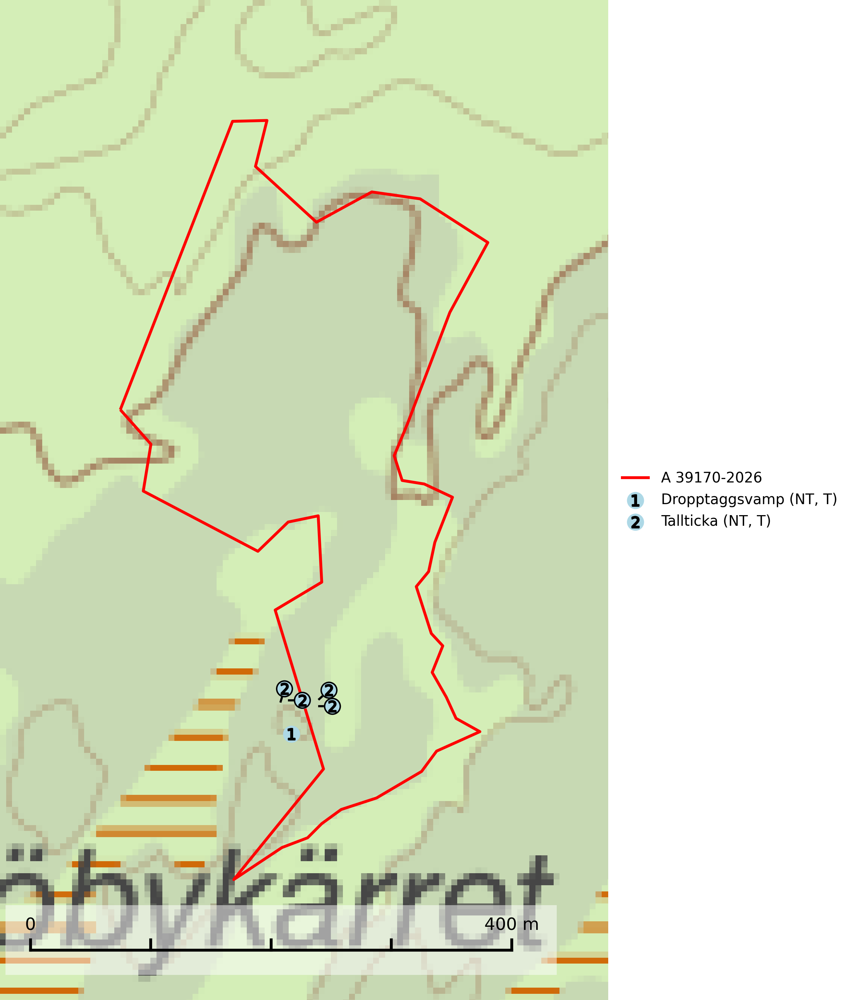 2
2
2
2
1
öbykärret
0
400 m
A 39170-2026
1 Dropptaggsvamp (NT, T)
2 Tallticka (NT, T)